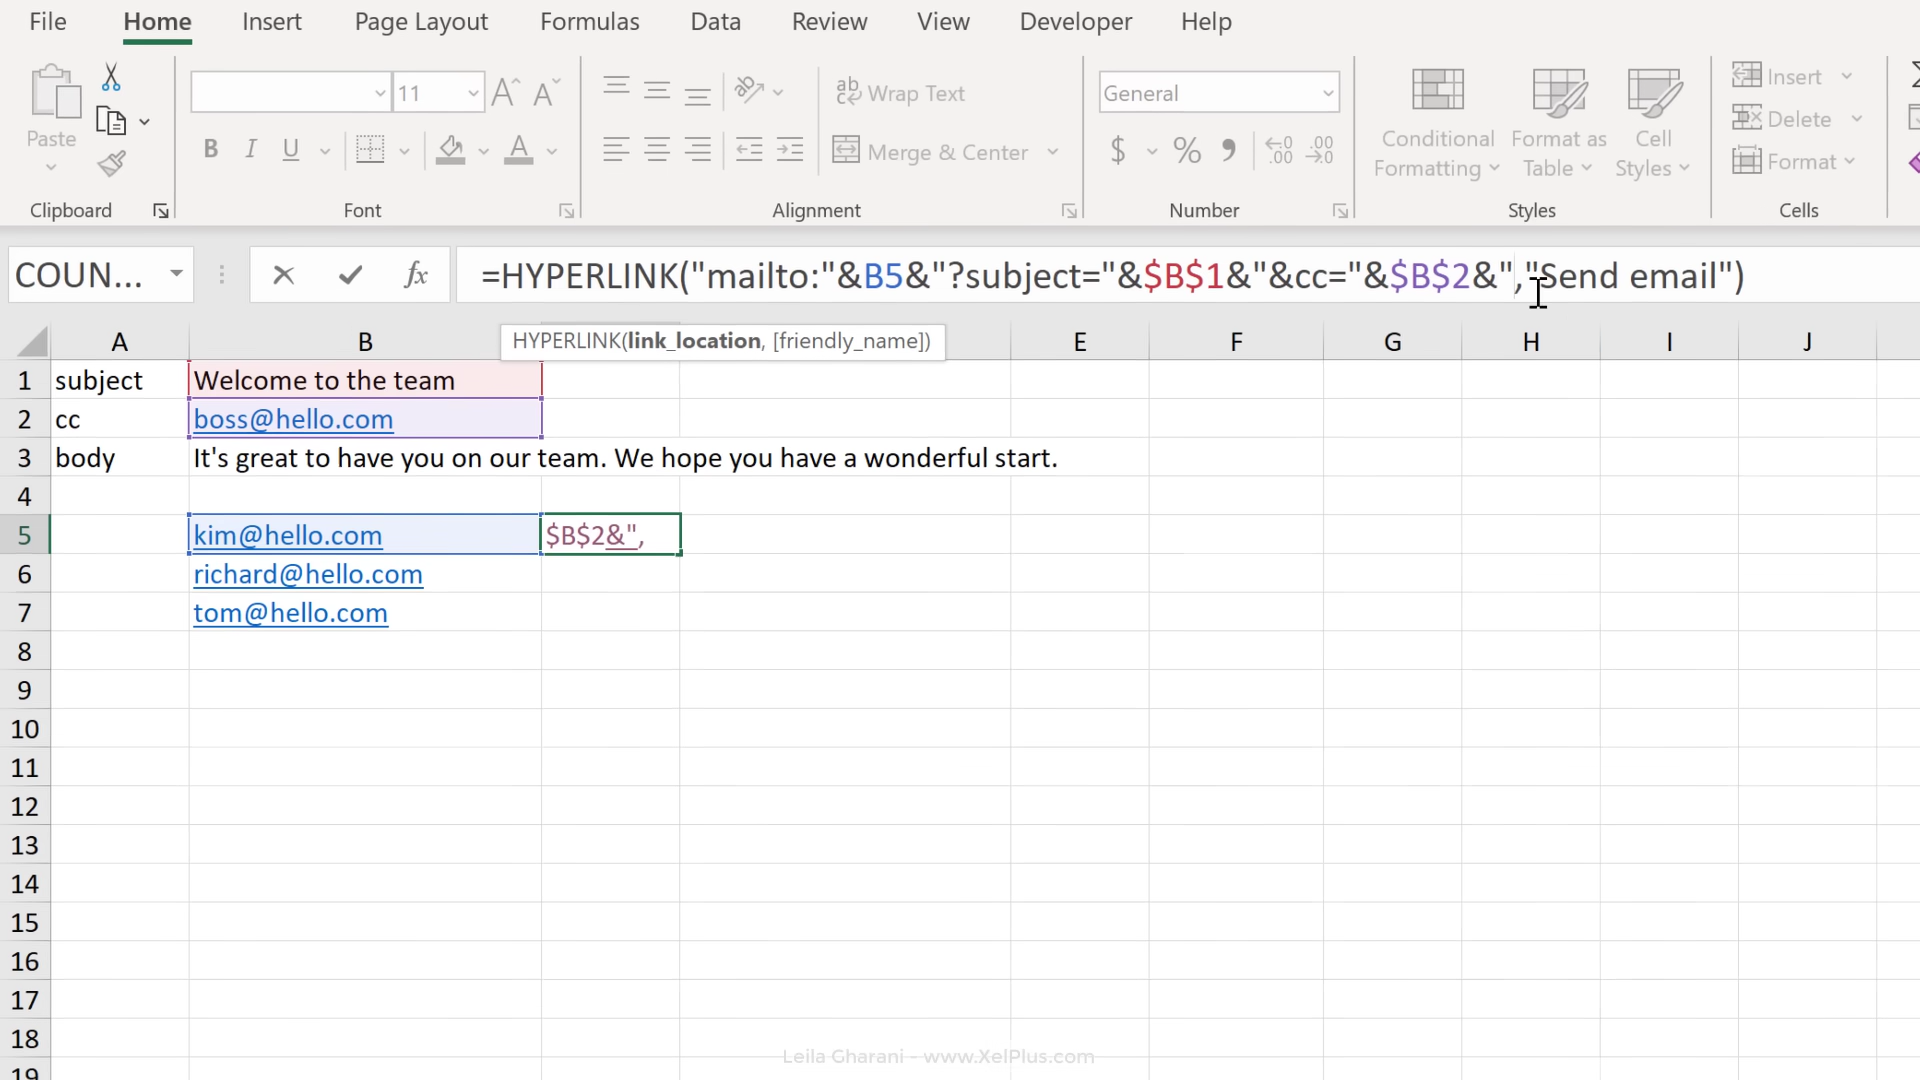 File Home Insert Page Layout Formulas Data Review View Developer Help
Paste
Clipboard
11
B I U
A
Font
ab
c Wrap Text
Merge & Center
Alignment
General
$ % 9 .00 .00
Number
Conditional
Formatting
Format as
Table
Cell
Styles
Styles
Insert
Delete
Format
Cells
COUN... fx =HYPERLINK("mailto:"&B5&"?subject="&$B$1&"&cc="&$B$2&","Send email")
HYPERLINK(link_location, [friendly_name])
A B E F G H I J
1 subject Welcome to the team
2 cc boss@hello.com
3 body It's great to have you on our team. We hope you have a wonderful start.
4
5 kim@hello.com $B$2&",
6 richard@hello.com
7 tom@hello.com
8
9
10
11
12
13
14
15
16
17
18
19
Leila Gharani - www.XelPlus.com